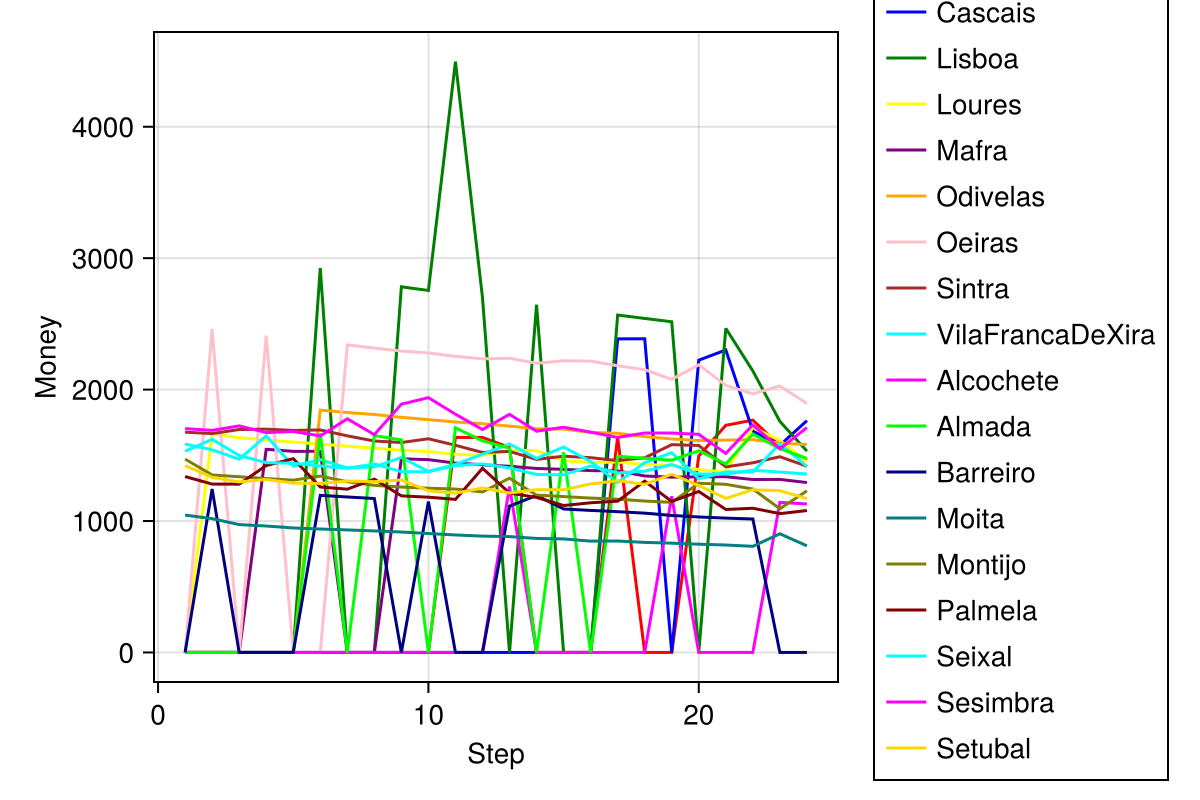 Money
4000
3000
2000
1000
0
0
10
20
Step
Cascais
Lisboa
Loures
Mafra
Odivelas
Oeiras
Sintra
VilaFrancaDeXira
Alcochete
Almada
Barreiro
Moita
Montijo
Palmela
Seixal
Sesimbra
Setubal